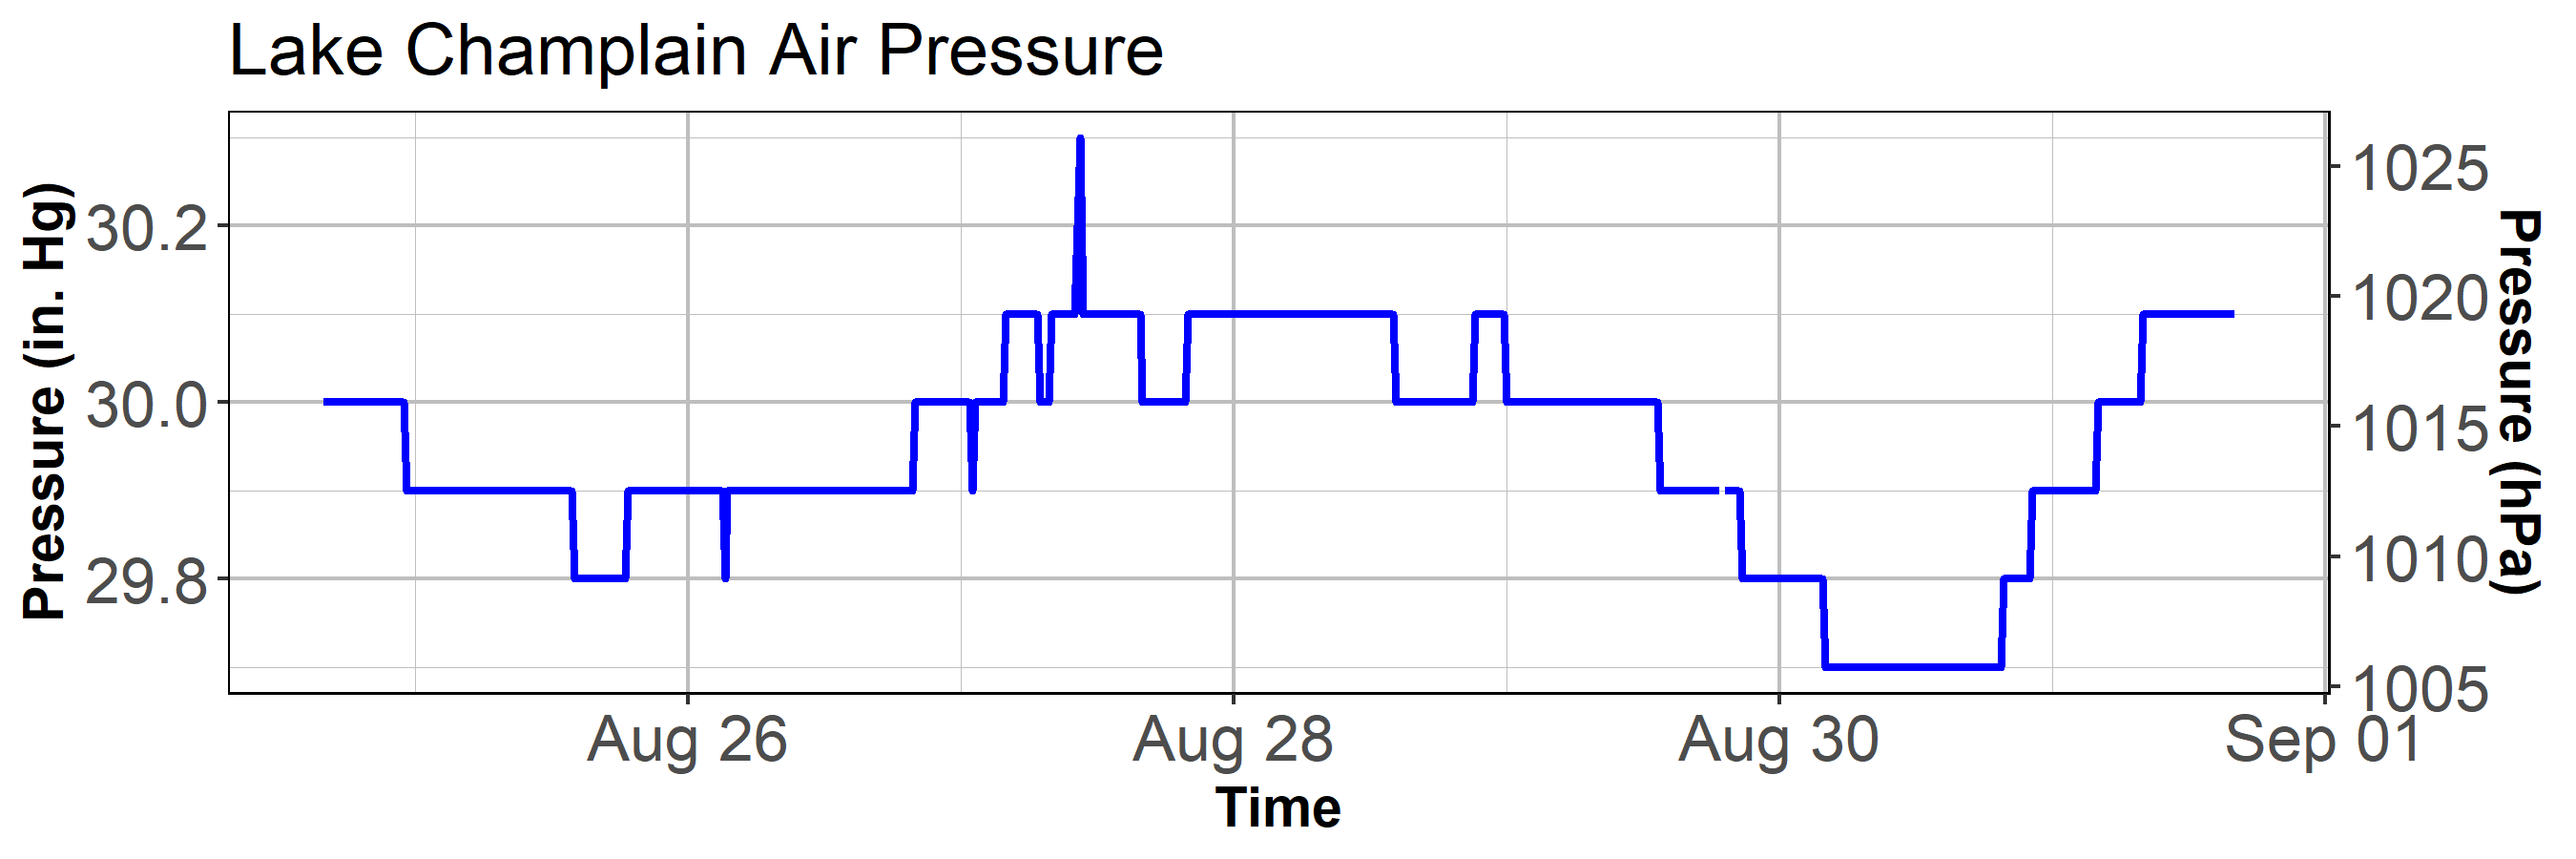 Lake Champlain Air Pressure
Pressure (in. Hg)
30.2
30.0
29.8
1025
1020
1015
1010
1005
Pressure (hPa)
Aug 26
Aug 28
Aug 30
Sep 01
Time